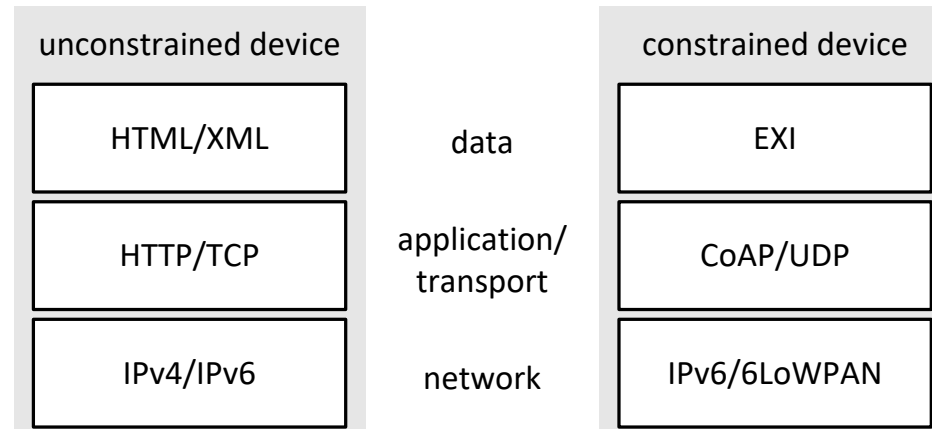 unconstrained device
constrained device
HTML/XML
data
EXI
HTTP/TCP
application/
transport
CoAP/UDP
IPv4/IPv6
network
IPv6/6LoWPAN